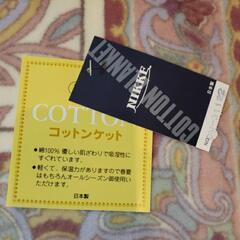 COTTO
コットンケット
●綿100% 優しい肌ざわりで吸湿性に
すぐれています。
●軽くて、保温力がありますので春夏
はもちろんオールシーズン御使用い
ただけます。
日本製
NIKKE
COTTON BLANKET